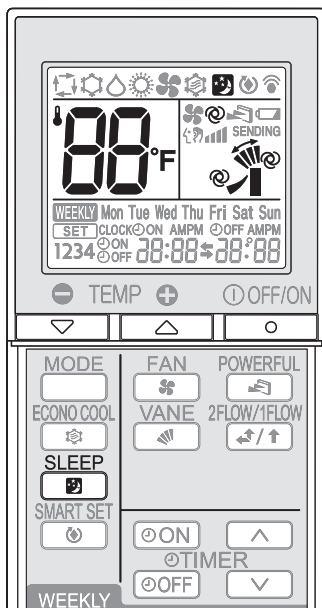 88°F
SENDING
WEEKLY Mon Tue Wed Thu Fri Sat Sun
SET CLOCK ON AMPM OFF AMPM
1234 ON OFF 28:88 38:88
TEMP OFF/ON
MODE FAN POWERFUL
ECONO COOL VANE 2FLOW/1FLOW
SLEEP
SMART SET
ON
TIMER
OFF
WEEKLY